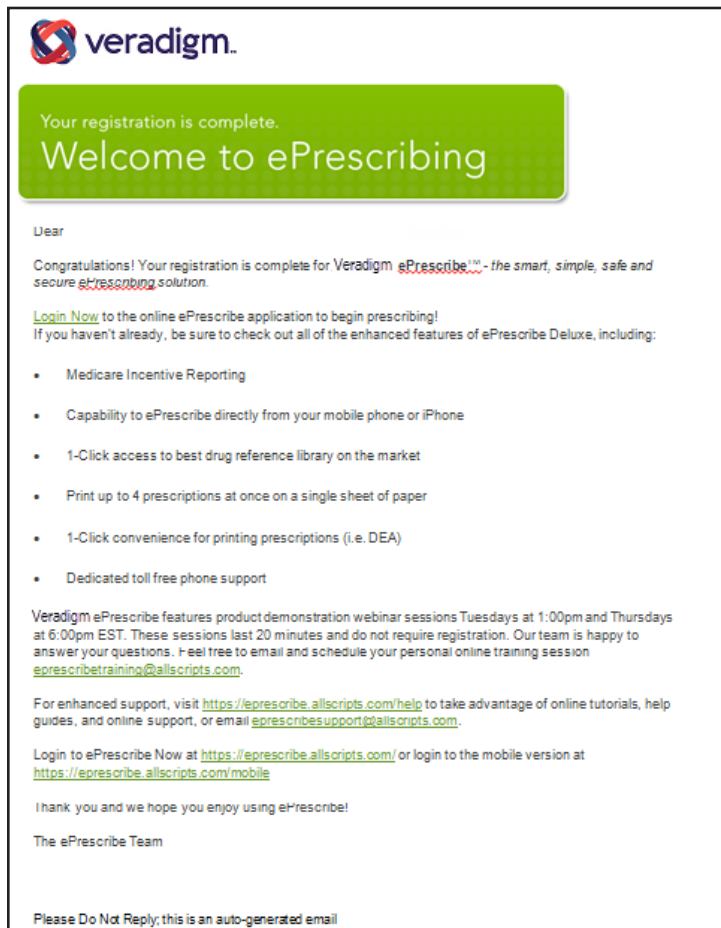 veradigm™
Your registration is complete.
Welcome to ePrescribing
Dear
Congratulations! Your registration is complete for Veradigm ePrescribe™ - the smart, simple, safe and
secure ePrescribing solution.
Login Now to the online ePrescribe application to begin prescribing!
If you haven't already, be sure to check out all of the enhanced features of ePrescribe Deluxe, including:
• Medicare Incentive Reporting
• Capability to ePrescribe directly from your mobile phone or iPhone
• 1-Click access to best drug reference library on the market
• Print up to 4 prescriptions at once on a single sheet of paper
• 1-Click convenience for printing prescriptions (i.e. DEA)
• Dedicated toll free phone support
Veradigm ePrescribe features product demonstration webinar sessions Tuesdays at 1:00pm and Thursdays
at 6:00pm EST. These sessions last 20 minutes and do not require registration. Our team is happy to
answer your questions. Feel free to email and schedule your personal online training session
eprescribetraining@allscripts.com.
For enhanced support, visit https://eprescribe.allscripts.com/help to take advantage of online tutorials, help
guides, and online support, or email eprescribesupport@allscripts.com.
Login to ePrescribe Now at https://eprescribe.allscripts.com/ or login to the mobile version at
https://eprescribe.allscripts.com/mobile
Thank you and we hope you enjoy using ePrescribe!
The ePrescribe Team
Please Do Not Reply; this is an auto-generated email